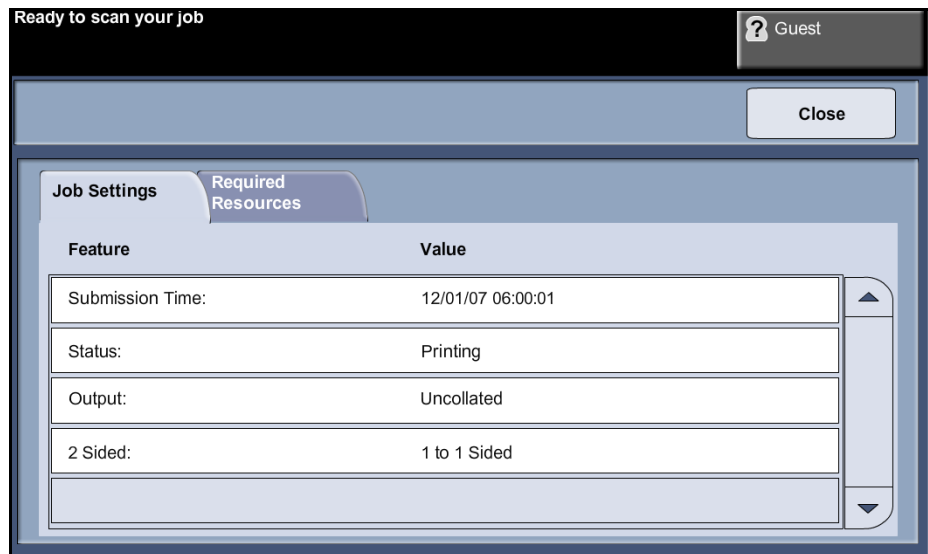 Ready to scan your job
Guest
Close
Job Settings
Required
Resources
Feature Value
Submission Time: 12/01/07 06:00:01
Status: Printing
Output: Uncollated
2 Sided: 1 to 1 Sided